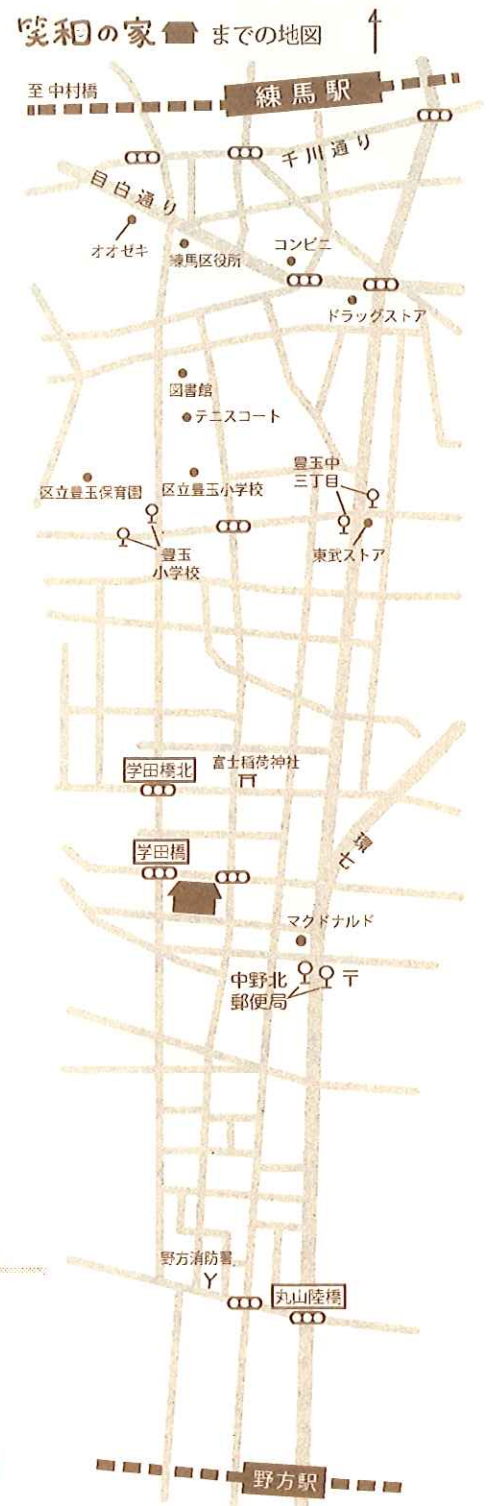 笑和の家 までの地図
至 中村橋
練馬駅
千川通り
目白通り
オオゼキ
練馬区役所
コンビニ
ドラッグストア
図書館
テニスコート
区立豊玉保育園
区立豊玉小学校
豊玉中
三丁目
豊玉
小学校
東武ストア
学田橋北
富士稲荷神社
環七
学田橋
マクドナルド
中野北
郵便局
〒
野方消防署
丸山陸橋
野方駅